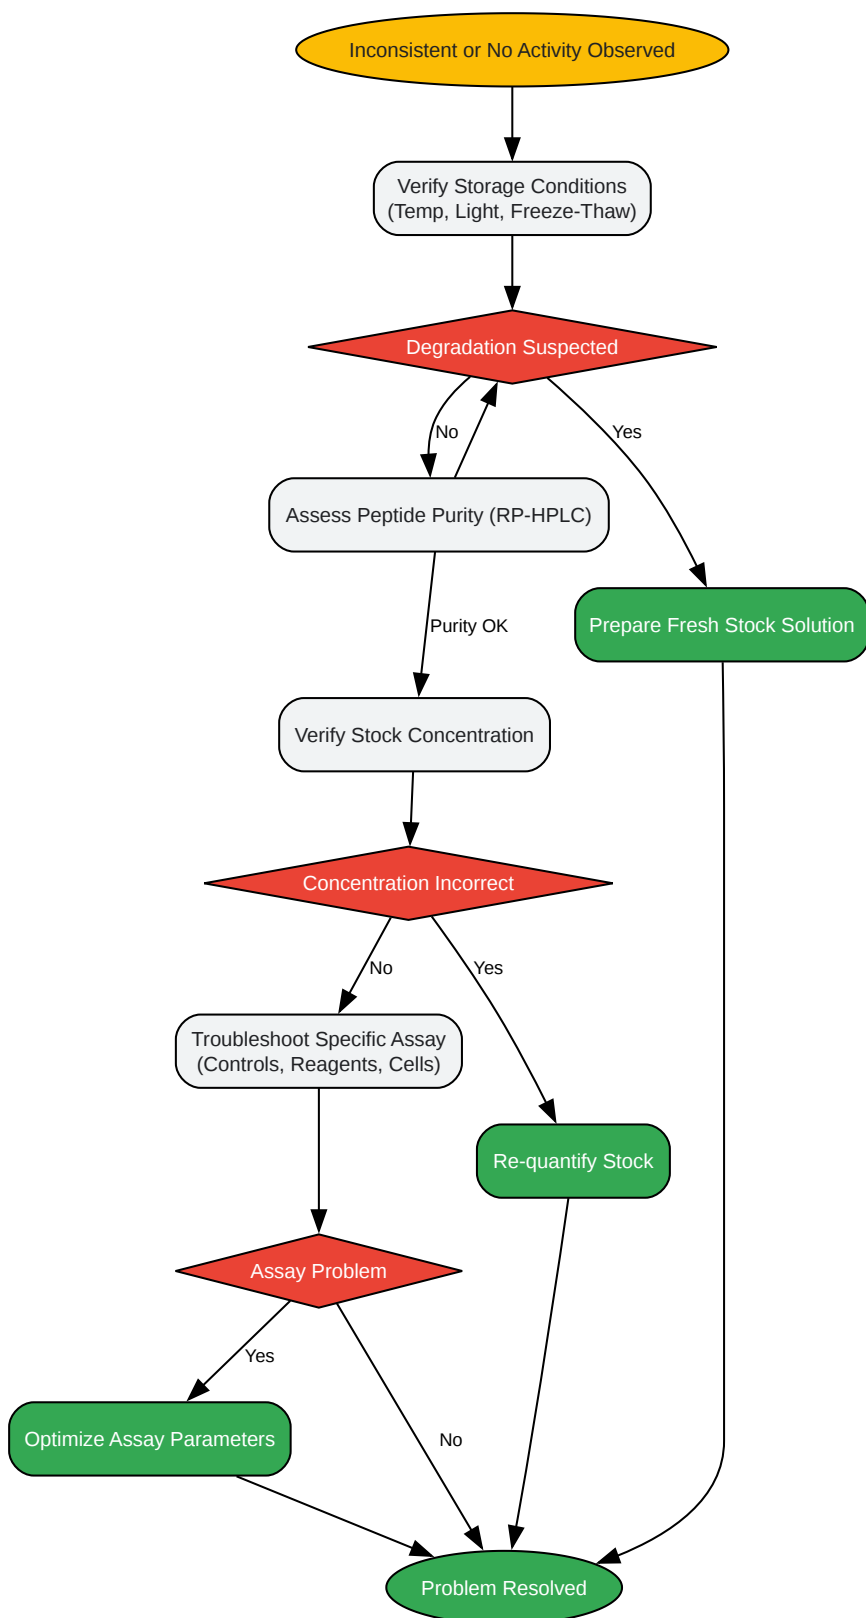 Inconsistent or No Activity Observed
Verify Storage Conditions
(Temp, Light, Freeze-Thaw)
Degradation Suspected
No
Yes
Assess Peptide Purity (RP-HPLC)
Prepare Fresh Stock Solution
Purity OK
Verify Stock Concentration
Concentration Incorrect
No
Yes
Troubleshoot Specific Assay
(Controls, Reagents, Cells)
Re-quantify Stock
Assay Problem
Yes
No
Optimize Assay Parameters
Problem Resolved